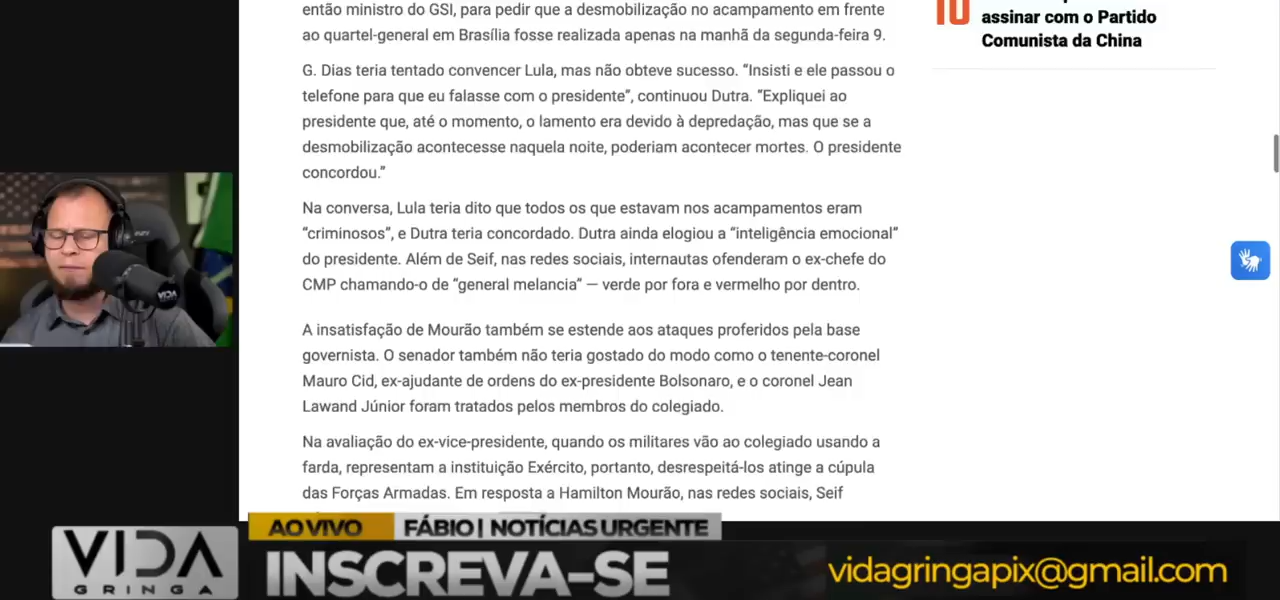 então ministro do GSI, para pedir que a desmobilização no acampamento em frente
ao quartel-general em Brasília fosse realizada apenas na manhã da segunda-feira 9.
G. Dias teria tentado convencer Lula, mas não obteve sucesso. “Insisti e ele passou o
telefone para que eu falasse com o presidente”, continuou Dutra. “Expliquei ao
presidente que, até o momento, o lamento era devido à depredação, mas que se a
desmobilização acontecesse naquela noite, poderiam acontecer mortes. O presidente
concordou.”
Na conversa, Lula teria dito que todos os que estavam nos acampamentos eram
“criminosos”, e Dutra teria concordado. Dutra ainda elogiou a “inteligência emocional”
do presidente. Além de Seif, nas redes sociais, internautas ofenderam o ex-chefe do
CMP chamando-o de “general melancia” — verde por fora e vermelho por dentro.
A insatisfação de Mourão também se estende aos ataques proferidos pela base
governista. O senador também não teria gostado do modo como o tenente-coronel
Mauro Cid, ex-ajudante de ordens do ex-presidente Bolsonaro, e o coronel Jean
Lawand Júnior foram tratados pelos membros do colegiado.
Na avaliação do ex-vice-presidente, quando os militares vão ao colegiado usando a
farda, representam a instituição Exército, portanto, desrespeitá-los atinge a cúpula
das Forças Armadas. Em resposta a Hamilton Mourão, nas redes sociais, Seif
10
assinar com o Partido
Comunista da China
VIDA
AO VIVO
FÁBIO | NOTÍCIAS URGENTE
VIDA
GRINGA
INSCREVA-SE
vidagringapix@gmail.com